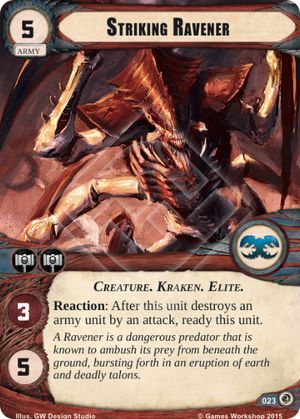 5
ARMY
STRIKING RAVENER
CREATURE. KRAKEN. ELITE.
3
Reaction: After this unit destroys an
army unit by an attack, ready this unit.
A Ravener is a dangerous predator that is
known to ambush its prey from beneath the
ground, bursting forth in an eruption of earth
and deadly talons.
5
023
Illus. GW Design Studio
© Games Workshop 2015